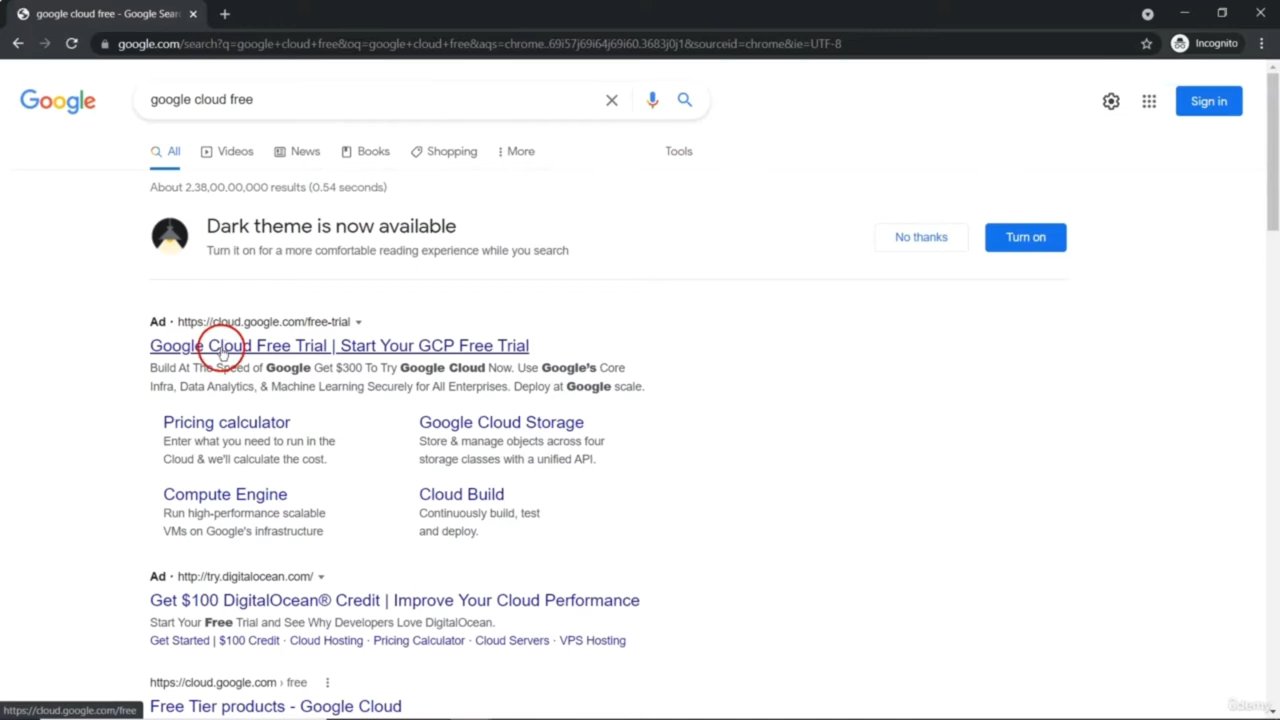 google cloud free - Google Sear
google.com/search?q=google+cloud+free&oq=google+cloud+free&aqs=chrome..69i57j69i64j69i60.3683j0j1&sourceid=chrome&ie=UTF-8
Incognito
Google
google cloud free
Sign in
All
Videos
News
Books
Shopping
More
Tools
About 2,38,00,00,000 results (0.54 seconds)
Dark theme is now available
Turn it on for a more comfortable reading experience while you search
No thanks
Turn on
Ad · https://cloud.google.com/free-trial
Google Cloud Free Trial | Start Your GCP Free Trial
Build At The Speed of Google Get $300 To Try Google Cloud Now. Use Google's Core
Infra, Data Analytics, & Machine Learning Securely for All Enterprises. Deploy at Google scale.
Pricing calculator
Enter what you need to run in the
Cloud & we'll calculate the cost.
Google Cloud Storage
Store & manage objects across four
storage classes with a unified API.
Compute Engine
Run high-performance scalable
VMs on Google's infrastructure
Cloud Build
Continuously build, test
and deploy.
Ad · http://try.digitalocean.com/
Get $100 DigitalOcean® Credit | Improve Your Cloud Performance
Start Your Free Trial and See Why Developers Love DigitalOcean.
Get Started | $100 Credit · Cloud Hosting · Pricing Calculator · Cloud Servers · VPS Hosting
https://cloud.google.com › free
Free Tier products - Google Cloud
https://cloud.google.com/free
udemy